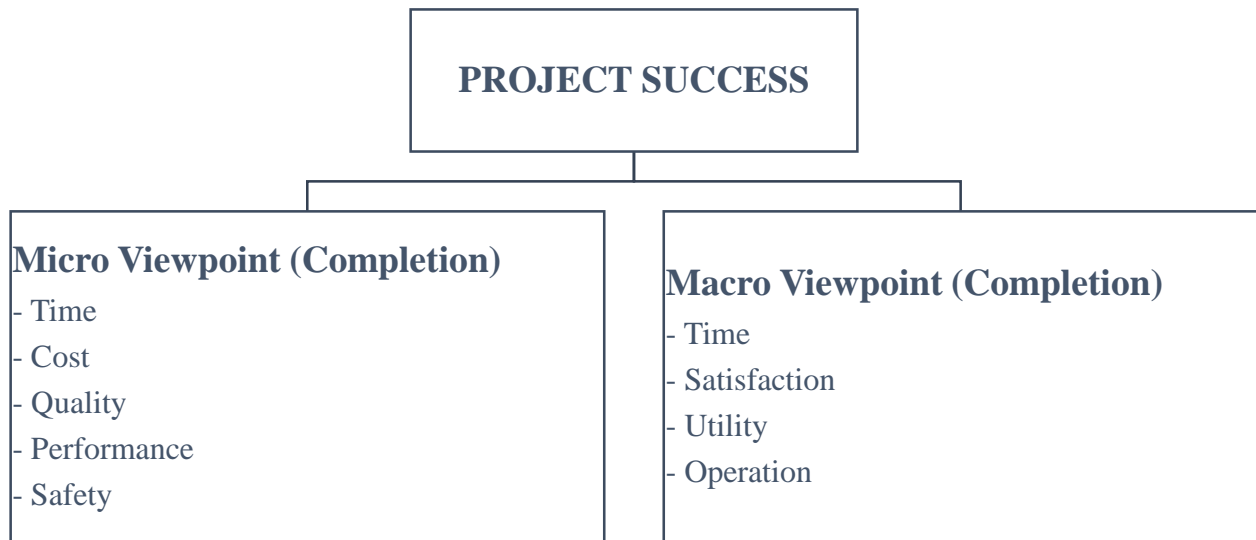 PROJECT SUCCESS
Micro Viewpoint (Completion)
- Time
- Cost
- Quality
- Performance
- Safety
Macro Viewpoint (Completion)
- Time
- Satisfaction
- Utility
- Operation